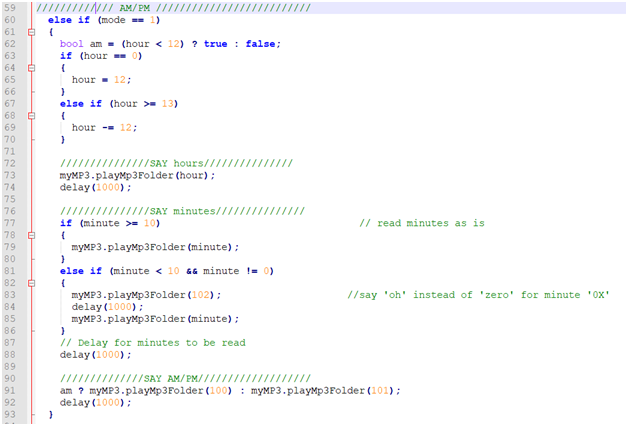 59 ///////////// AM/PM //////////////////////////
60 else if (mode == 1)
61 {
62 bool am = (hour < 12) ? true : false;
63 if (hour == 0)
64 {
65 hour = 12;
66 }
67 else if (hour >= 13)
68 {
69 hour -= 12;
70 }
71
72 ///////////////SAY hours///////////////
73 myMP3.playMp3Folder(hour);
74 delay(1000);
75
76 ///////////////SAY minutes///////////////
77 if (minute >= 10) // read minutes as is
78 {
79 myMP3.playMp3Folder(minute);
80 }
81 else if (minute < 10 && minute != 0)
82 {
83 myMP3.playMp3Folder(102); //say 'oh' instead of 'zero' for minute '0X'
84 delay(1000);
85 myMP3.playMp3Folder(minute);
86 }
87 // Delay for minutes to be read
88 delay(1000);
89
90 //////////////SAY AM/PM///////////////////
91 am ? myMP3.playMp3Folder(100) : myMP3.playMp3Folder(101);
92 delay(1000);
93 }